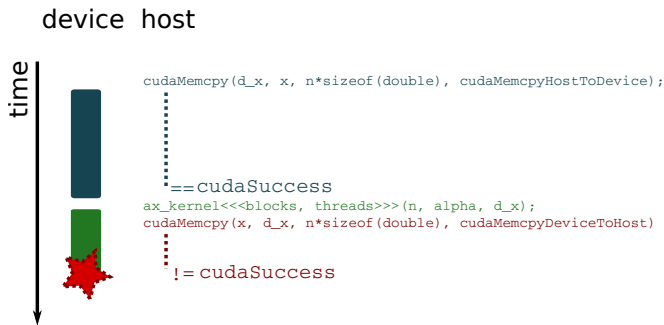 device host
time
cudaMemcpy(d_x, x, n*sizeof(double), cudaMemcpyHostToDevice);
==cudaSuccess
ax_kernel<<<blocks, threads>>>(n, alpha, d_x);
cudaMemcpy(x, d_x, n*sizeof(double), cudaMemcpyDeviceToHost)
!= cudaSuccess